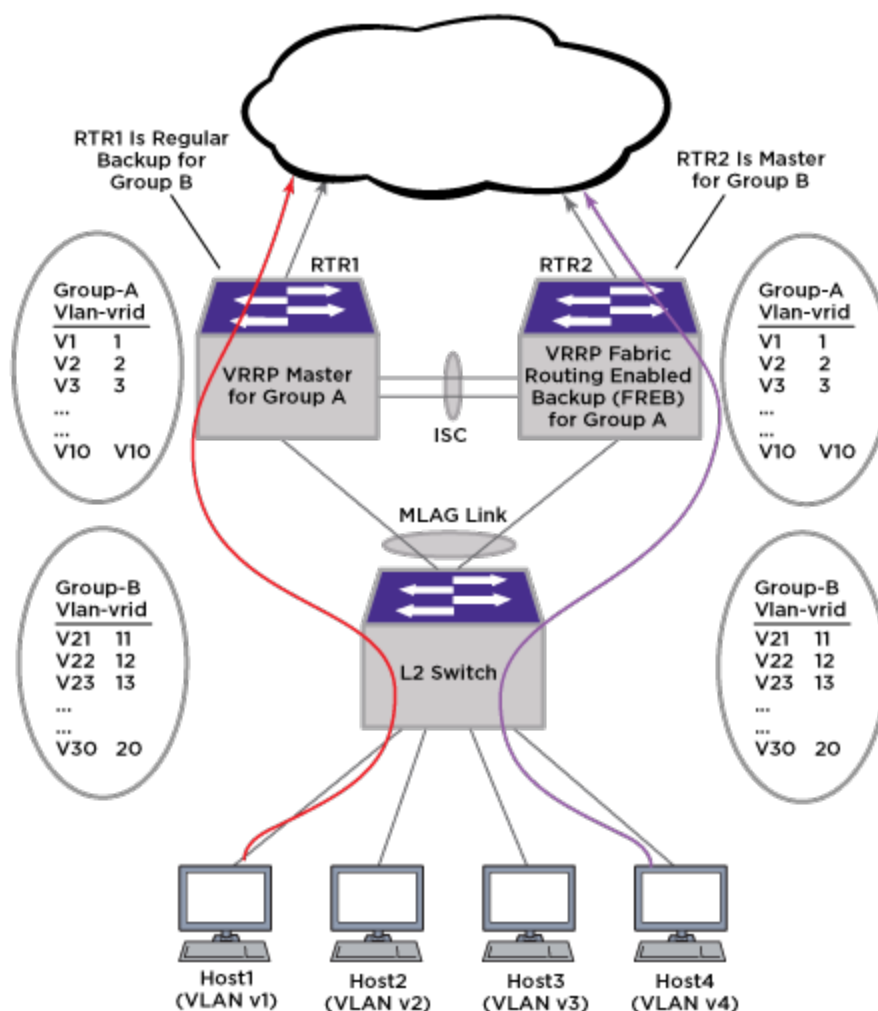 RTR1 Is Regular
Backup for
Group B
RTR2 Is Master
for Group B
RTR1
RTR2
Group-A
Vlan-vrid
V1 1
V2 2
V3 3
...
...
V10 V10
VRRP Master
for Group A
ISC
VRRP Fabric
Routing Enabled
Backup (FREB)
for Group A
Group-A
Vlan-vrid
V1 1
V2 2
V3 3
...
...
V10 V10
MLAG Link
Group-B
Vlan-vrid
V21 11
V22 12
V23 13
...
...
V30 20
L2 Switch
Group-B
Vlan-vrid
V21 11
V22 12
V23 13
...
...
V30 20
Host1
(VLAN v1)
Host2
(VLAN v2)
Host3
(VLAN v3)
Host4
(VLAN v4)